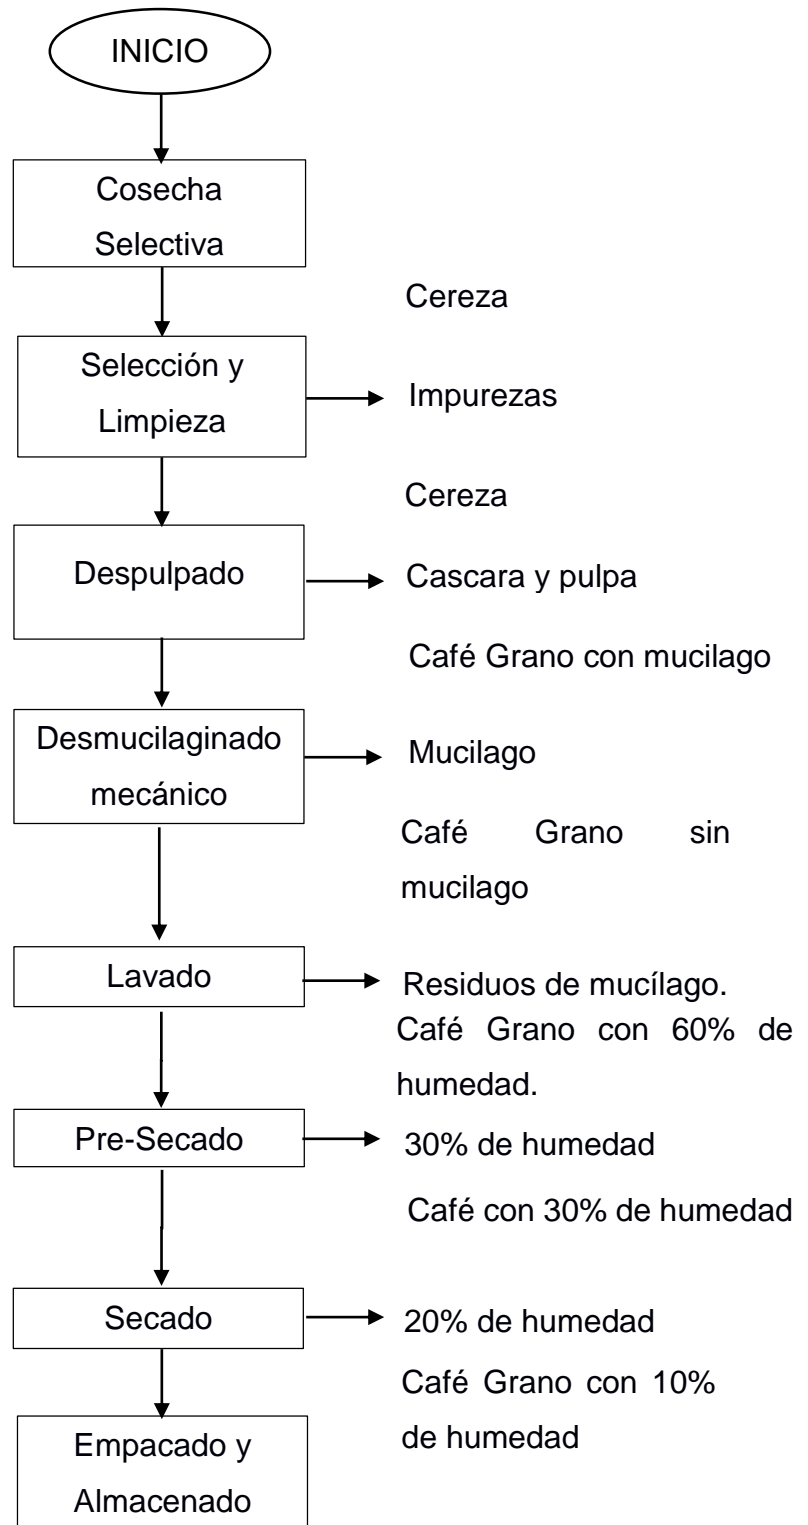 INICIO
Cosecha
Selectiva
Cereza
Selección y
Limpieza
Impurezas
Cereza
Despulpado
Cascara y pulpa
Café Grano con mucilago
Desmucilaginado
mecánico
Mucilago
Café Grano sin
mucilago
Lavado
Residuos de mucílago.
Café Grano con 60% de
humedad.
Pre-Secado
30% de humedad
Café con 30% de humedad
Secado
20% de humedad
Café Grano con 10%
de humedad
Empacado y
Almacenado